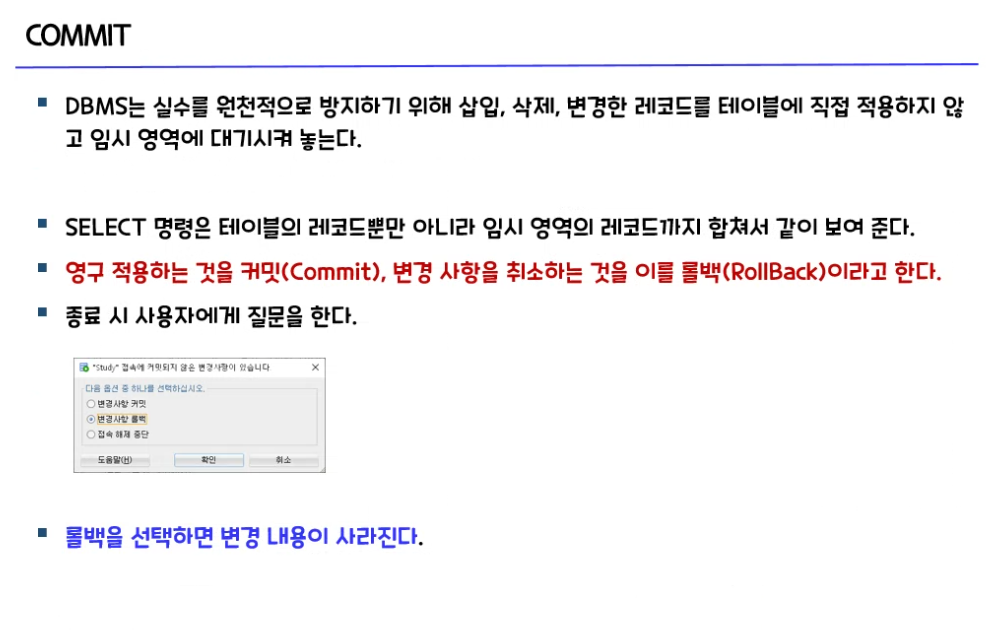 COMMIT
DBMS는 실수를 원천적으로 방지하기 위해 삽입, 삭제, 변경한 레코드를 테이블에 직접 적용하지 않
고 임시 영역에 대기시켜 놓는다.
SELECT 명령은 테이블의 레코드뿐만 아니라 임시 영역의 레코드까지 합쳐서 같이 보여 준다.
영구 적용하는 것을 커밋(Commit), 변경 사항을 취소하는 것을 이를 롤백(RollBack)이라고 한다.
종료 시 사용자에게 질문을 한다.
"Study" 접속에 커밋되지 않은 변경사항이 있습니다
다음 옵션 중 하나를 선택하십시오.
변경사항 커밋
변경사항 롤백
접속 해제 중단
도움말(H) 확인 취소
롤백을 선택하면 변경 내용이 사라진다.